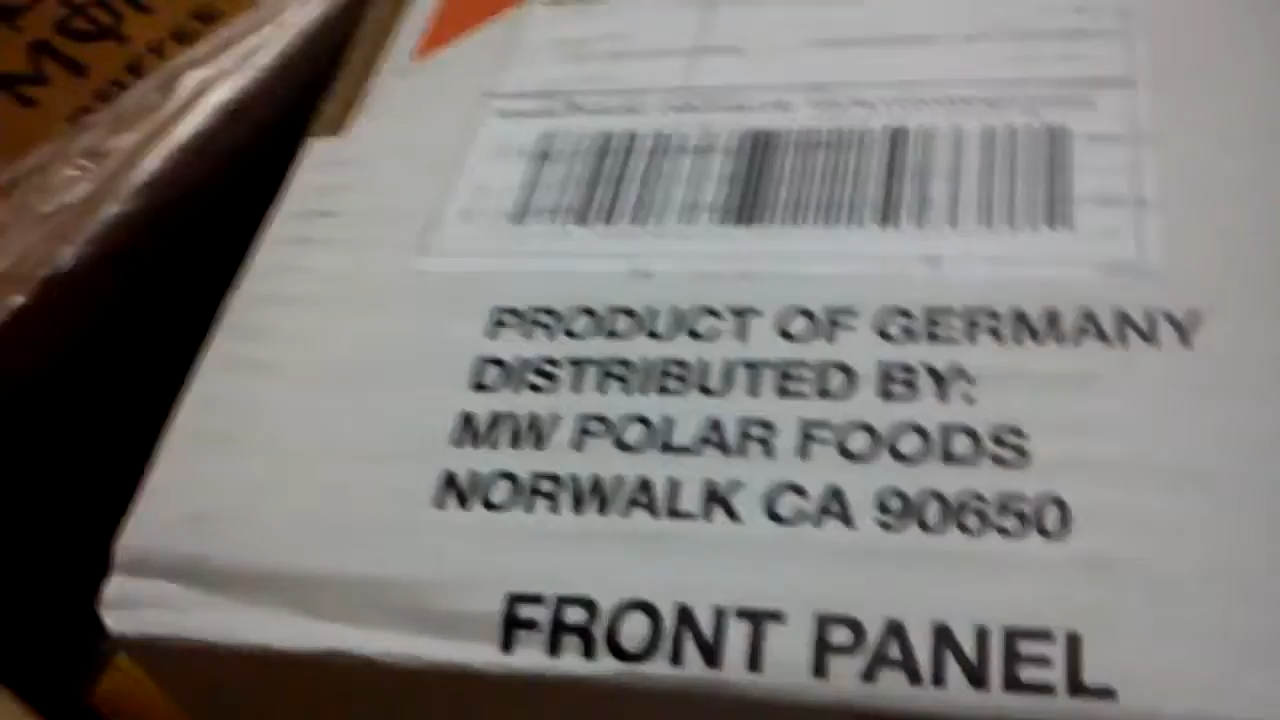 PRODUCT OF GERMANY
DISTRIBUTED BY:
MW POLAR FOODS
NORWALK CA 90650
FRONT PANEL